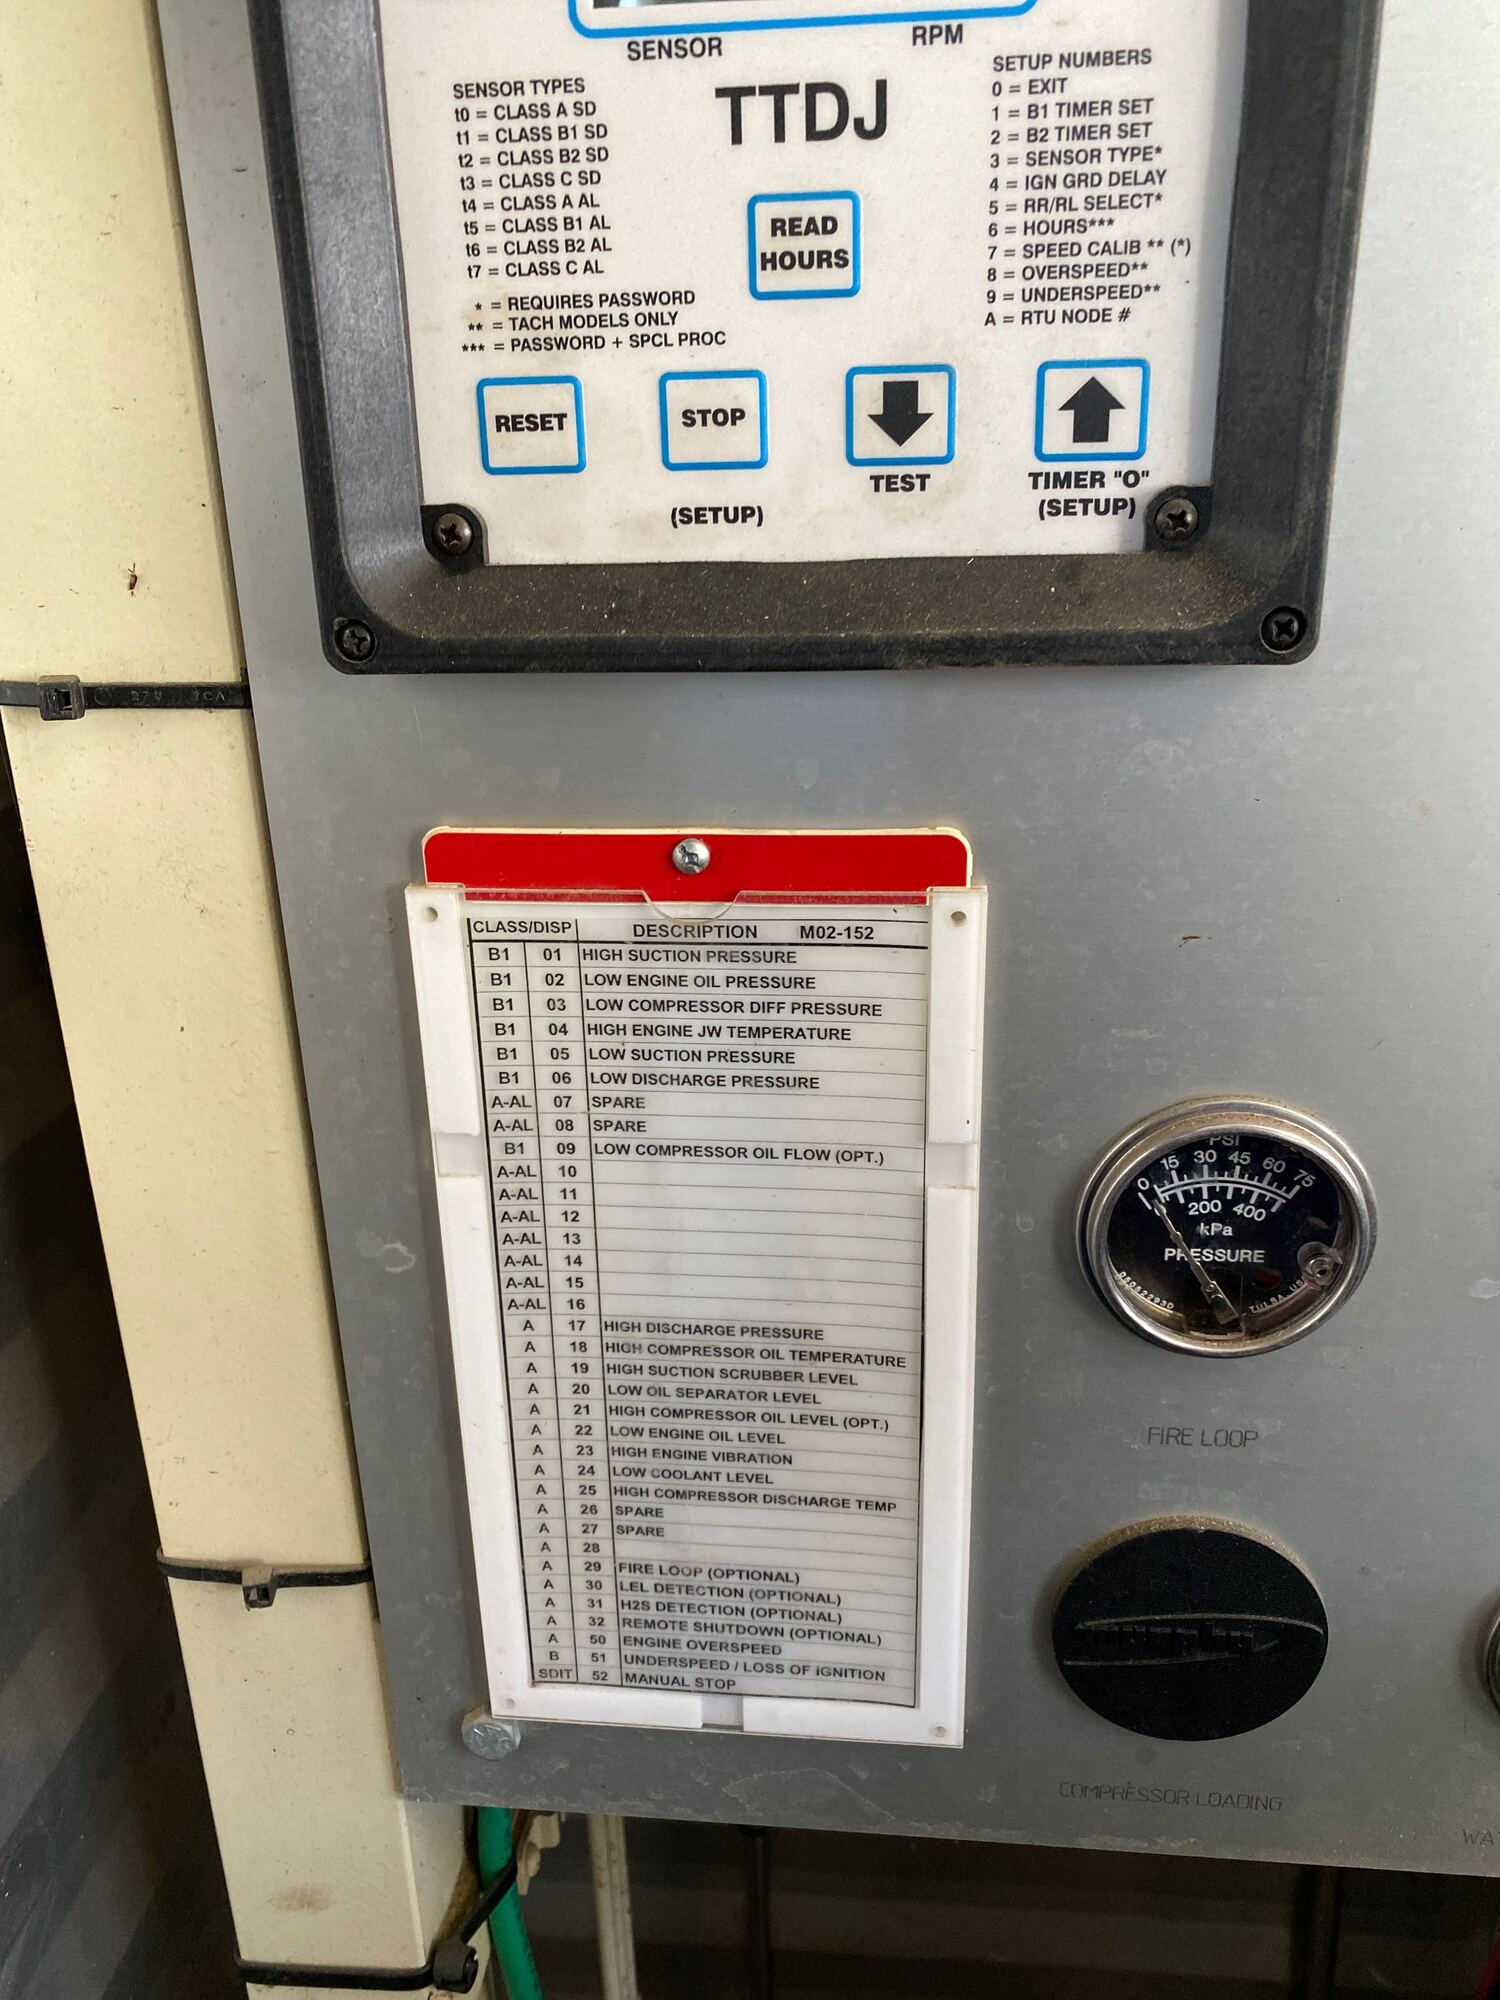 SENSOR
RPM
SENSOR TYPES
t0 = CLASS A SD
t1 = CLASS B1 SD
t2 = CLASS B2 SD
t3 = CLASS C SD
t4 = CLASS A AL
t5 = CLASS B1 AL
t6 = CLASS B2 AL
t7 = CLASS C AL
* = REQUIRES PASSWORD
** = TACH MODELS ONLY
*** = PASSWORD + SPCL PROC
TTDJ
READ
HOURS
SETUP NUMBERS
0 = EXIT
1 = B1 TIMER SET
2 = B2 TIMER SET
3 = SENSOR TYPE*
4 = IGN GRD DELAY
5 = RR/RL SELECT*
6 = HOURS***
7 = SPEED CALIB ** (*)
8 = OVERSPEED**
9 = UNDERSPEED**
A = RTU NODE #
RESET
STOP
(SETUP)
TEST
TIMER "O"
(SETUP)
CLASS/DISP DESCRIPTION M02-152
B1 01 HIGH SUCTION PRESSURE
B1 02 LOW ENGINE OIL PRESSURE
B1 03 LOW COMPRESSOR DIFF PRESSURE
B1 04 HIGH ENGINE JW TEMPERATURE
B1 05 LOW SUCTION PRESSURE
B1 06 LOW DISCHARGE PRESSURE
A-AL 07 SPARE
A-AL 08 SPARE
B1 09 LOW COMPRESSOR OIL FLOW (OPT.)
A-AL 10
A-AL 11
A-AL 12
A-AL 13
A-AL 14
A-AL 15
A-AL 16
A 17 HIGH DISCHARGE PRESSURE
A 18 HIGH COMPRESSOR OIL TEMPERATURE
A 19 HIGH SUCTION SCRUBBER LEVEL
A 20 LOW OIL SEPARATOR LEVEL
A 21 HIGH COMPRESSOR OIL LEVEL (OPT.)
A 22 LOW ENGINE OIL LEVEL
A 23 HIGH ENGINE VIBRATION
A 24 LOW COOLANT LEVEL
A 25 HIGH COMPRESSOR DISCHARGE TEMP
A 26 SPARE
A 27 SPARE
A 28
A 29 FIRE LOOP (OPTIONAL)
A 30 LEL DETECTION (OPTIONAL)
A 31 H2S DETECTION (OPTIONAL)
A 32 REMOTE SHUTDOWN (OPTIONAL)
A 50 ENGINE OVERSPEED
B 51 UNDERSPEED / LOSS OF IGNITION
SDIT 52 MANUAL STOP
PSI
0 15 30 45 60 75
200 400
kPa
PRESSURE
05052293D
TULSA, US
FIRE LOOP
COMPRESSOR LOADING
WA